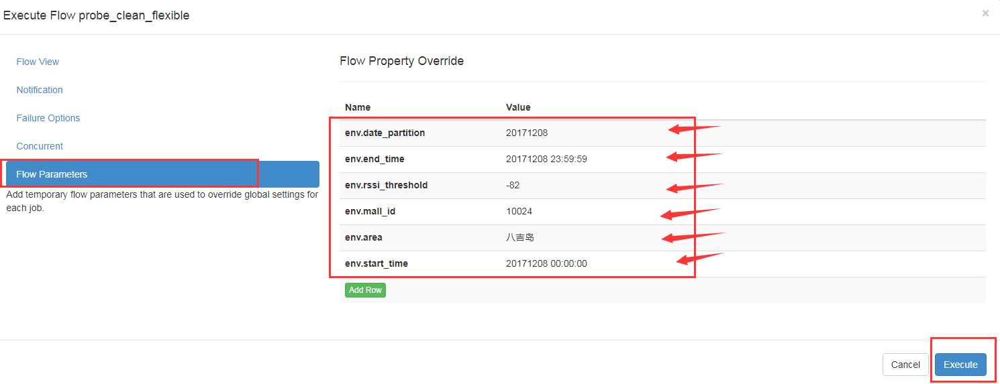 Execute Flow probe_clean_flexible
×
Flow View
Notification
Failure Options
Concurrent
Flow Parameters
Add temporary flow parameters that are used to override global settings for
each job.
Flow Property Override
Name Value
env.date_partition 20171208
env.end_time 20171208 23:59:59
env.rssi_threshold -82
env.mall_id 10024
env.area 八吉岛
env.start_time 20171208 00:00:00
Add Row
Cancel Execute